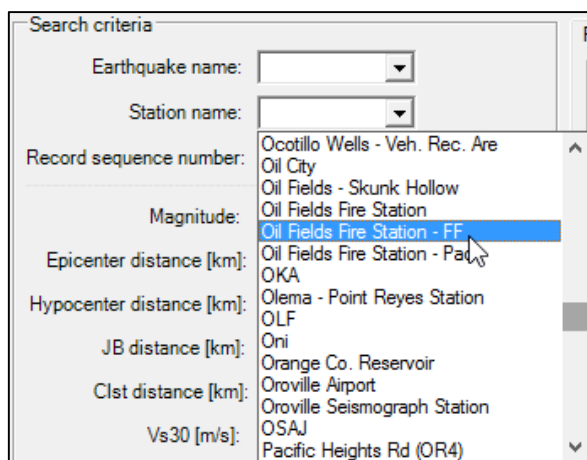 Search criteria
Earthquake name:
Station name:
Record sequence number:
Magnitude:
Epicenter distance [km]:
Hypocenter distance [km]:
JB distance [km]:
Clst distance [km]:
Vs30 [m/s]:
Ocotillo Wells - Veh. Rec. Are
Oil City
Oil Fields - Skunk Hollow
Oil Fields Fire Station
Oil Fields Fire Station - FF
Oil Fields Fire Station - Pad
OKA
Olema - Point Reyes Station
OLF
Oni
Orange Co. Reservoir
Oroville Airport
Oroville Seismograph Station
OSAJ
Pacific Heights Rd (OR4)